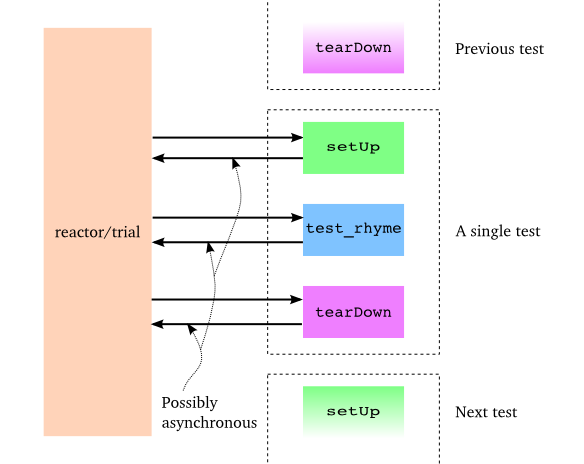 tearDown
Previous test
setUp
test_rhyme
reactor/trial
A single test
tearDown
Possibly
asynchronous
setUp
Next test